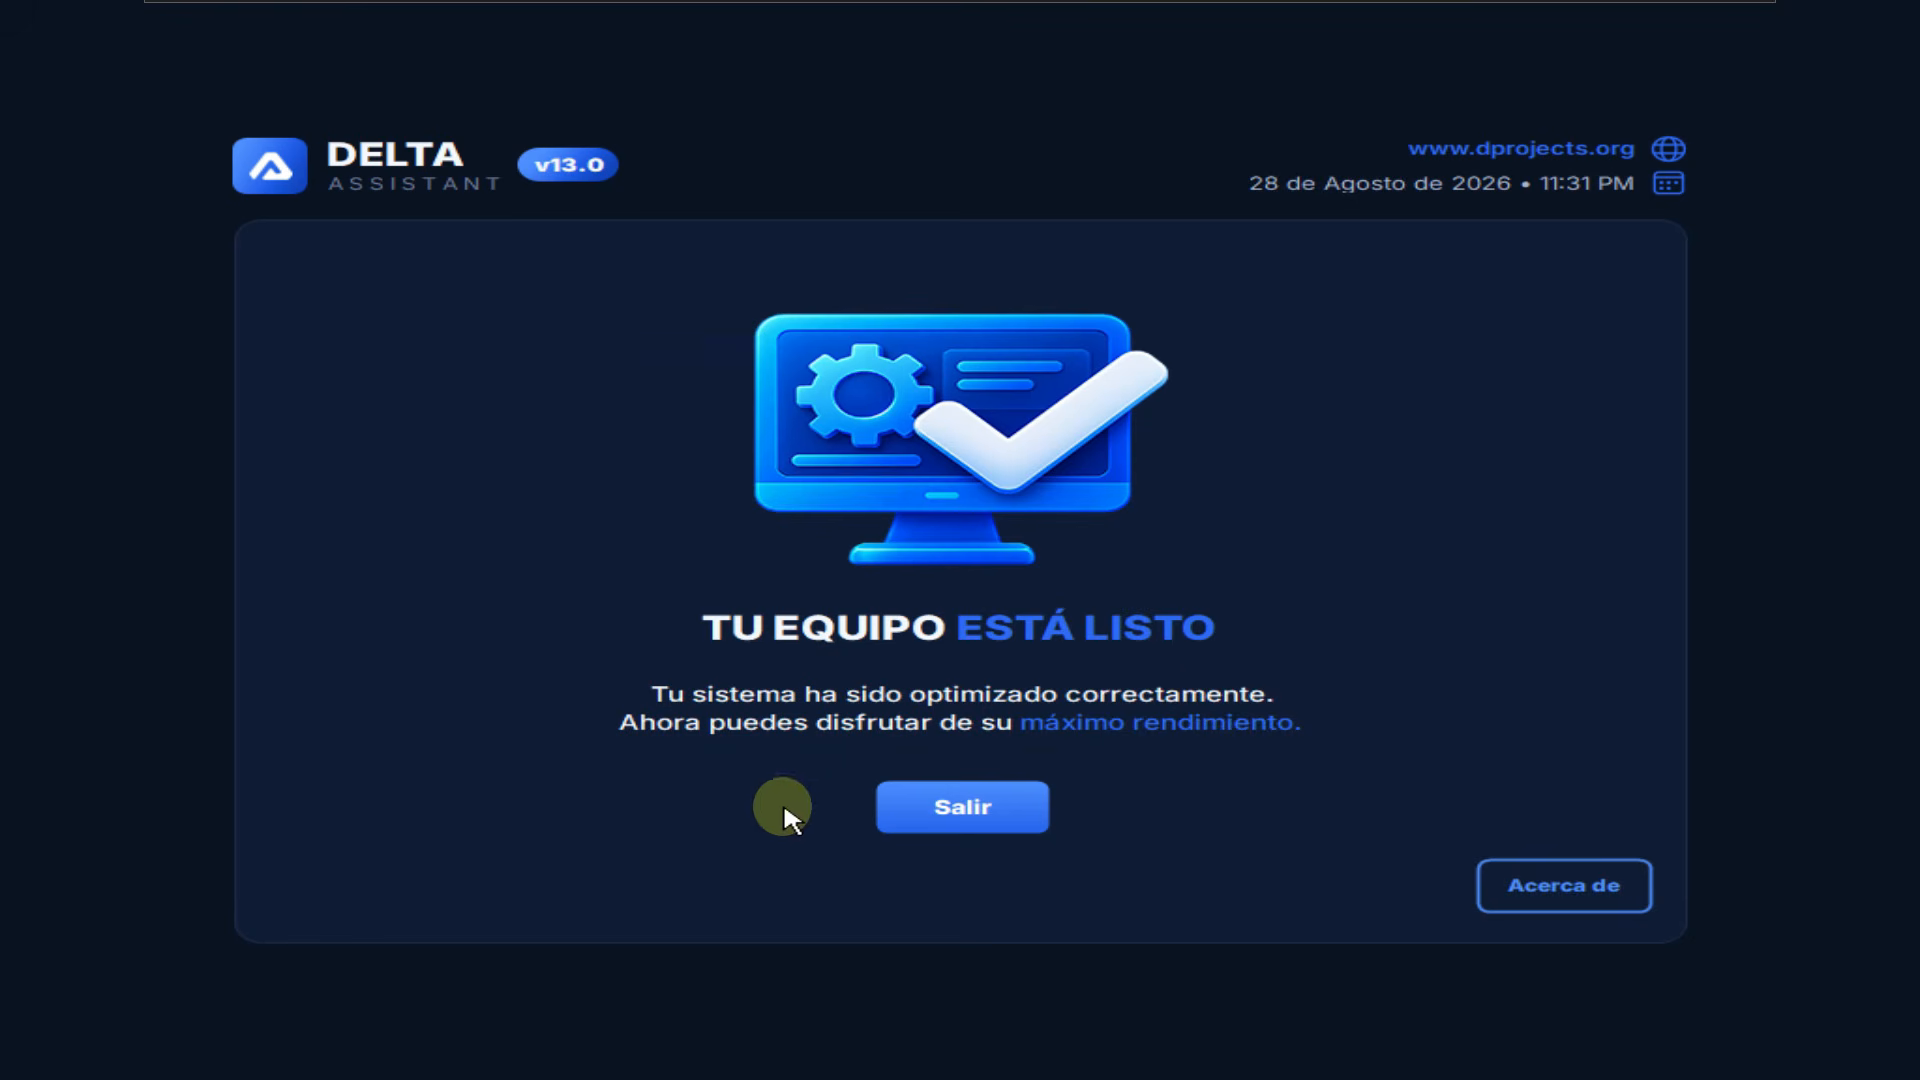 DELTA
ASSISTANT
v13.0
www.dprojects.org
28 de Agosto de 2026 • 11:31 PM
TU EQUIPO ESTÁ LISTO
Tu sistema ha sido optimizado correctamente.
Ahora puedes disfrutar de su máximo rendimiento.
Salir
Acerca de